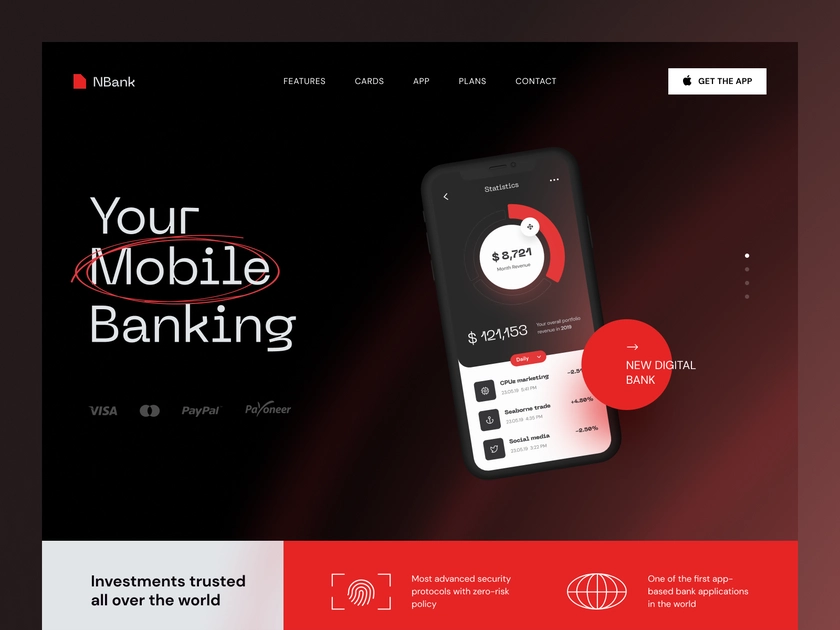 NBank
FEATURES
CARDS
APP
PLANS
CONTACT
GET THE APP
Your
Mobile
Banking
VISA
PayPal
Payoneer
Statistics
$ 8,721
Month Revenue
$ 121,153
Your overall portfolio
revenue in 2019
Daily
CPUs marketing
23.05.19 5:41 PM
-2.5
Seaborne trade
23.05.19 4:35 PM
+4.80%
Social media
23.05.19 3:23 PM
-2.50%
NEW DIGITAL
BANK
Investments trusted
all over the world
Most advanced security
protocols with zero-risk
policy
One of the first app-
based bank applications
in the world